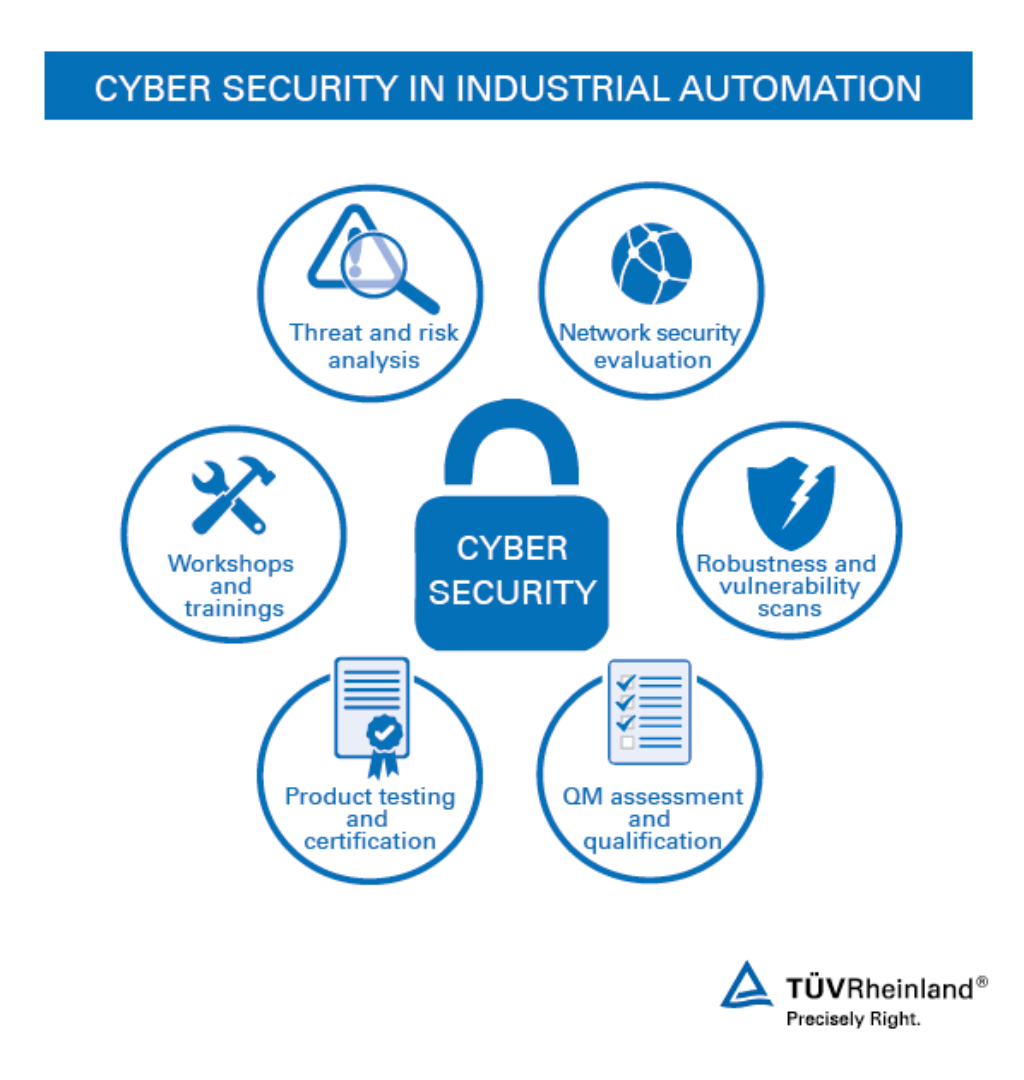 CYBER SECURITY IN INDUSTRIAL AUTOMATION
Threat and risk
analysis
Network security
evaluation
Workshops
and
trainings
CYBER
SECURITY
Robustness and
vulnerability
scans
Product testing
and
certification
QM assessment
and
qualification
TÜVRheinland®
Precisely Right.